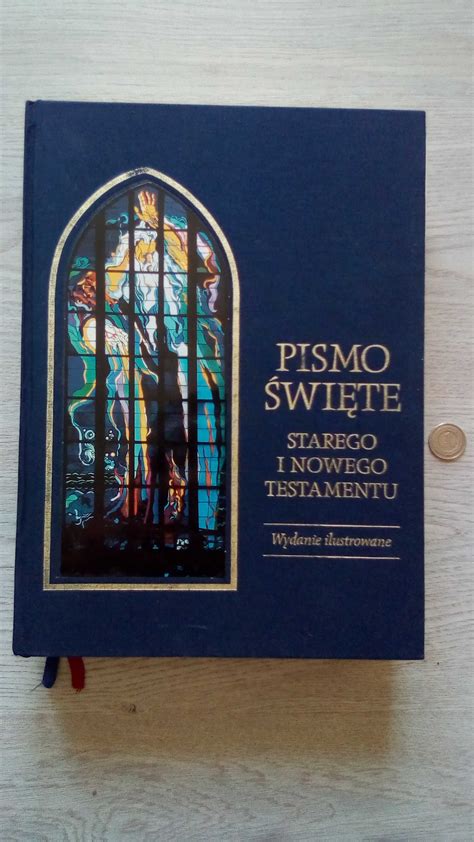 PISMO
ŚWIĘTE
STAREGO
I NOWEGO
TESTAMENTU
Wydanie ilustrowane